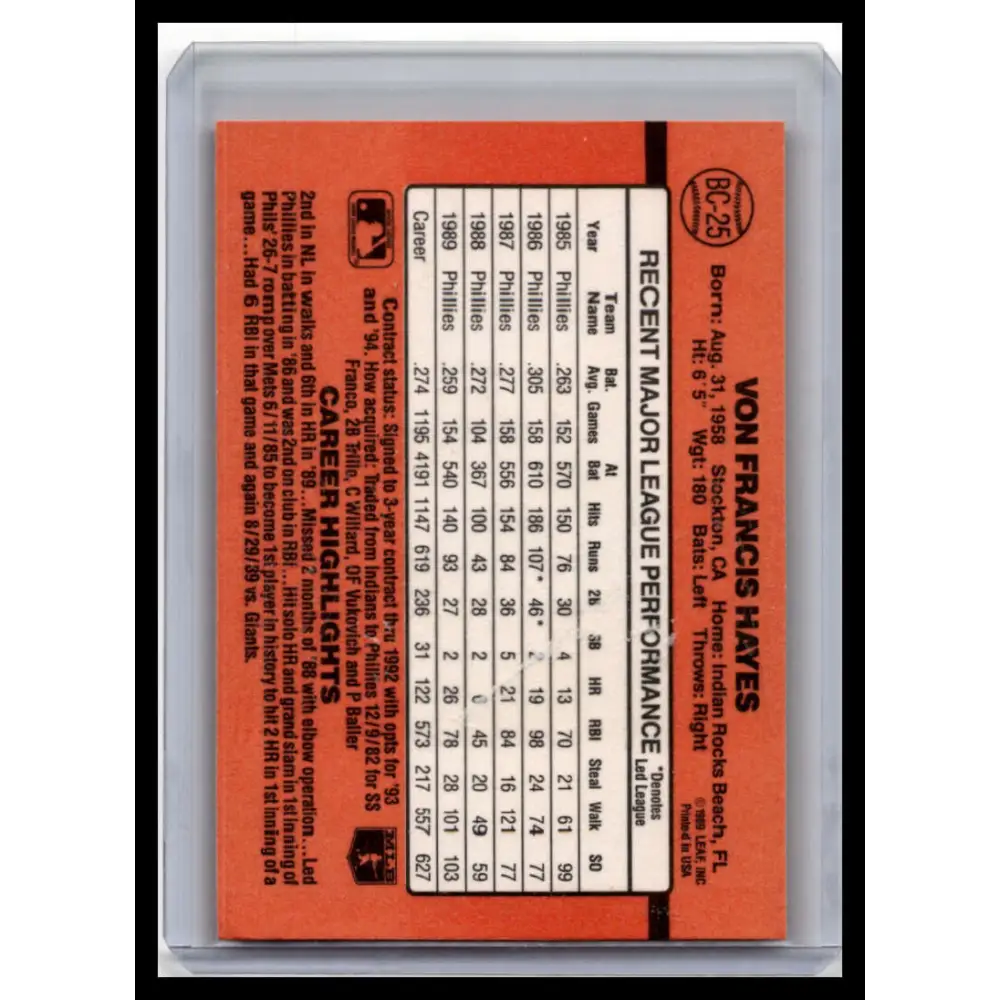 BC-25
VON FRANCIS HAYES
Born: Aug. 31, 1958 Stockton, CA Home: Indian Rocks Beach, FL
Ht: 6'5" Wgt: 180 Bats: Left Throws: Right
©1989 LEAF, INC
Printed in USA
RECENT MAJOR LEAGUE PERFORMANCE *Denotes Led League
Year Team Name Bat. Avg. Games At Bat Hits Runs 2B 3B HR RBI Steal Walk SO
1985 Phillies .263 152 570 150 76 30 4 13 70 21 61 99
1986 Phillies .305 158 610 186 107* 46* 2 19 98 24 74 77
1987 Phillies .277 158 556 154 84 36 5 21 84 16 121 77
1988 Phillies .272 104 367 100 43 28 2 6 45 20 49 59
1989 Phillies .259 154 540 140 93 27 2 26 78 28 101 103
Career .274 1195 4191 1147 619 236 31 122 573 217 557 627
Contract status: Signed to 3-year contract thru 1992 with opts for '93
and '94. How acquired: Traded from Indians to Phillies 12/9/82 for SS
Franco, 2B Trillo, C Willard, OF Vukovich and P Baller
MLB
CAREER HIGHLIGHTS
2nd in NL in walks and 6th in HR in '89...Missed 2 months of '88 with elbow operation...Led
Phillies in batting in '86 and was 2nd on club in RBI...Hit solo HR and grand slam in 1st inning of
Phils' 26-7 romp over Mets 6/11/85 to become 1st player in history to hit 2 HR in 1st inning of a
game...Had 6 RBI in that game and again 8/29/89 vs. Giants.